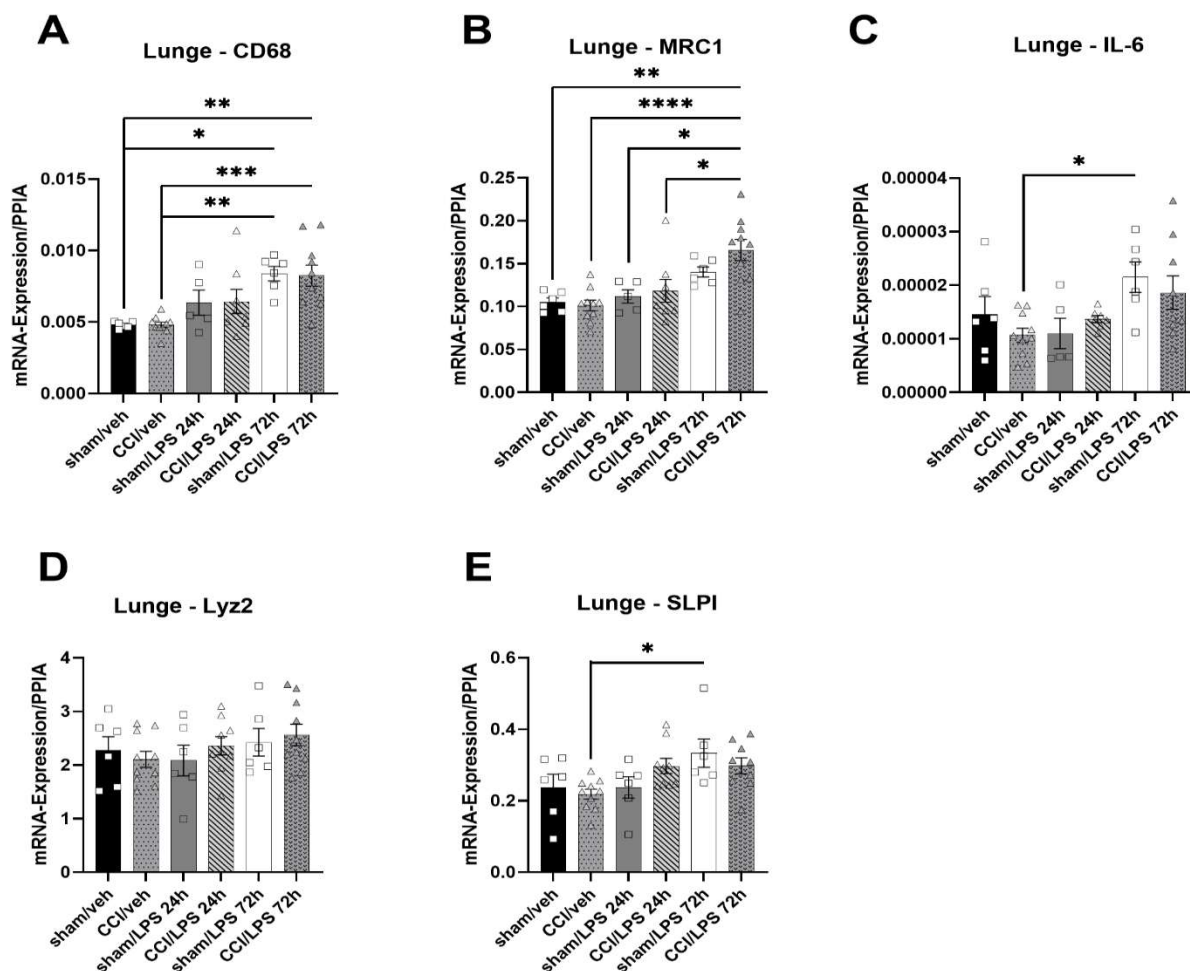 A
Lunge - CD68
**
*
***
**
mRNA-Expression/PPIA
0.015
0.010
0.005
0.000
sham/veh
CCI/veh
sham/LPS 24h
CCI/LPS 24h
sham/LPS 72h
CCI/LPS 72h
B
Lunge - MRC1
**
****
*
*
mRNA-Expression/PPIA
0.25
0.20
0.15
0.10
0.05
0.00
sham/veh
CCI/veh
sham/LPS 24h
CCI/LPS 24h
sham/LPS 72h
CCI/LPS 72h
C
Lunge - IL-6
*
mRNA-Expression/PPIA
0.00004
0.00003
0.00002
0.00001
0.00000
sham/veh
CCI/veh
sham/LPS 24h
CCI/LPS 24h
sham/LPS 72h
CCI/LPS 72h
D
Lunge - Lyz2
mRNA-Expression/PPIA
4
3
2
1
0
sham/veh
CCI/veh
sham/LPS 24h
CCI/LPS 24h
sham/LPS 72h
CCI/LPS 72h
E
Lunge - SLPI
*
mRNA-Expression/PPIA
0.6
0.4
0.2
0.0
sham/veh
CCI/veh
sham/LPS 24h
CCI/LPS 24h
sham/LPS 72h
CCI/LPS 72h